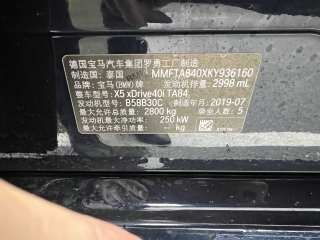 德国宝马汽车集团罗勇工厂制造
制造国：泰国 MMFTA840XKY936160
品牌：宝马(BMW)牌 发动机排量：2998 mL
整车型号：X5 xDrive40i TA84
发动机型号：B58B30C 制造年月：2019-07
最大允许总质量：2800 kg 乘坐人数：5
发动机最大净功率：250 kW
最大允许牵引质量：— kg